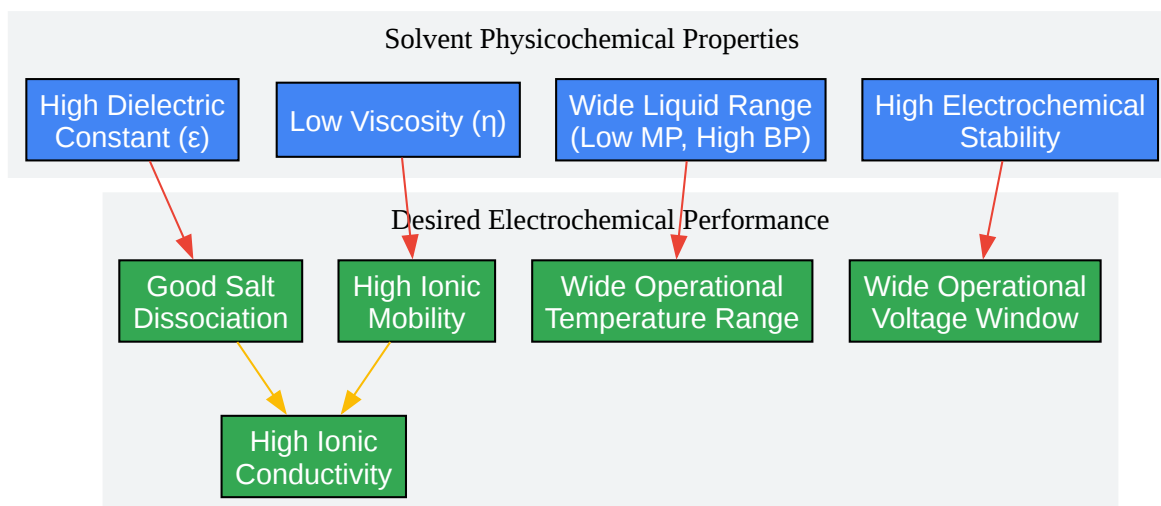 Solvent Physicochemical Properties
High Dielectric
Constant (ε)
Low Viscosity (η)
Wide Liquid Range
(Low MP, High BP)
High Electrochemical
Stability
Desired Electrochemical Performance
Good Salt
Dissociation
High Ionic
Mobility
Wide Operational
Temperature Range
Wide Operational
Voltage Window
High Ionic
Conductivity